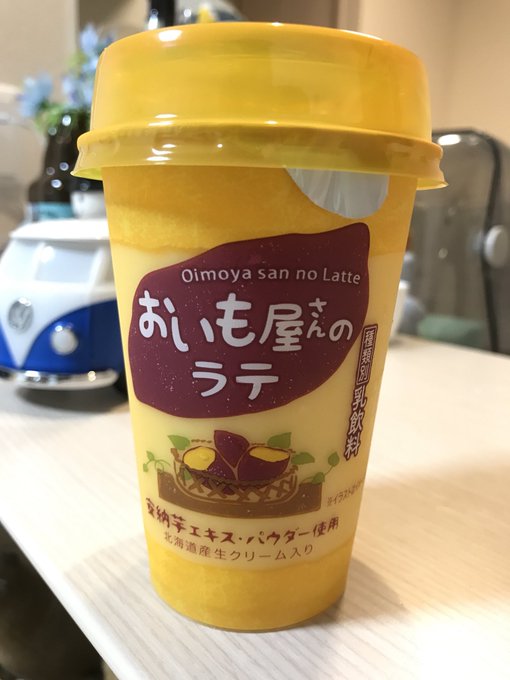 Oimoya san no Latte
おいも屋さんの
ラテ
種類別 乳飲料
安納芋エキス・パウダー使用
北海道産生クリーム入り